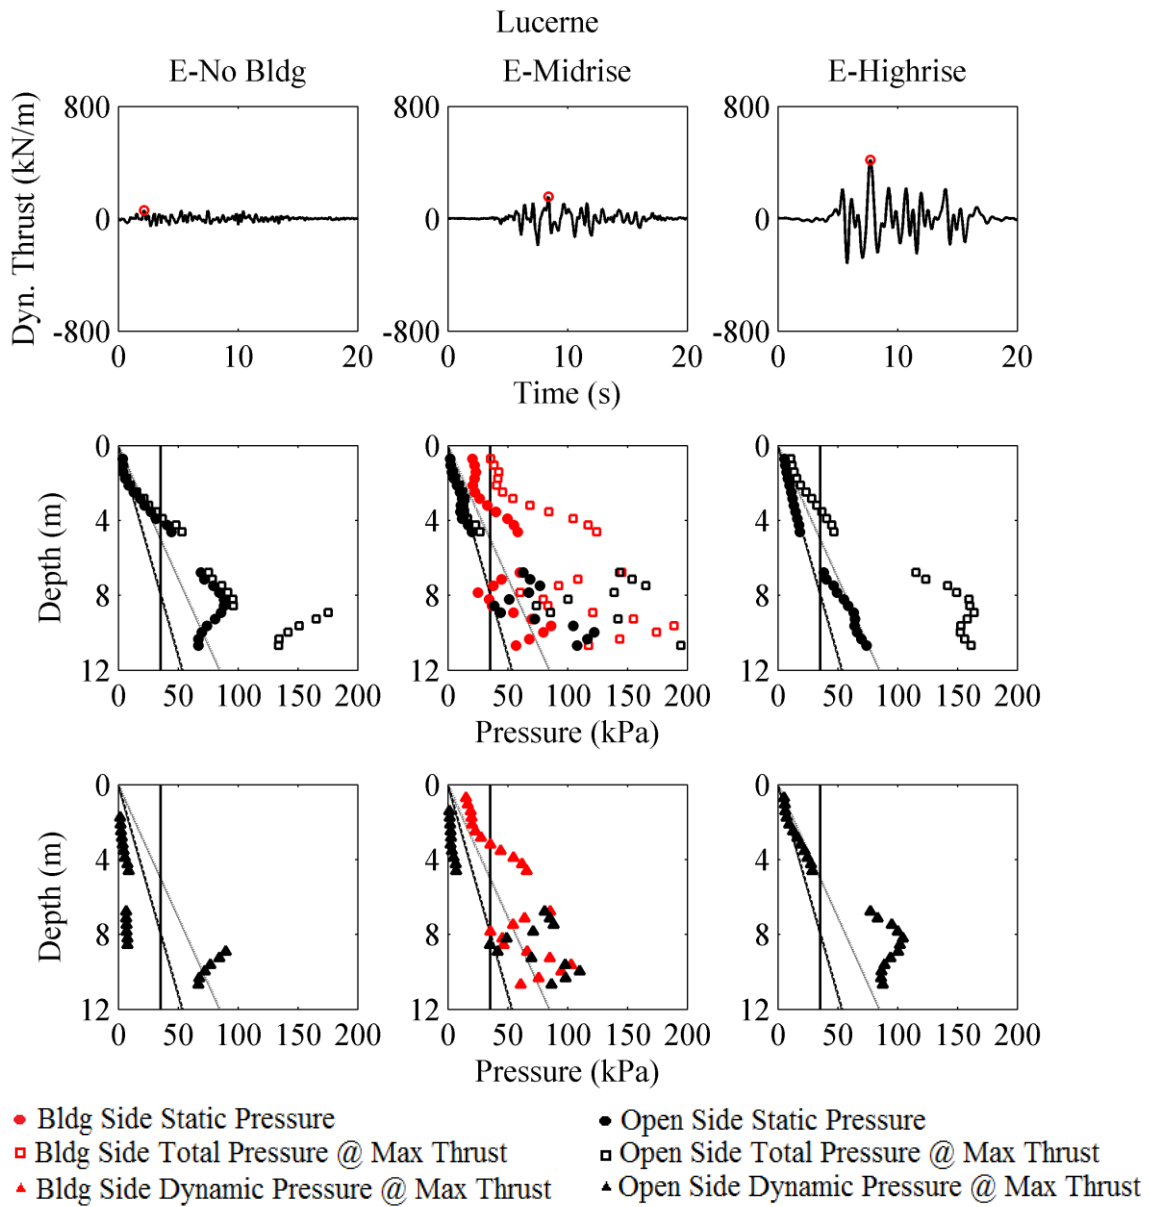 Lucerne
E-No Bldg E-Midrise E-Highrise
800 800 800
0 0 0
-800 -800 -800
Dyn. Thrust (kN/m)
0 10 20 0 10 20 0 10 20
Time (s)
0 0 0
4 4 4
8 8 8
12 12 12
Depth (m) Depth (m)
0 50 100 150 200 0 50 100 150 200 0 50 100 150 200
Pressure (kPa)
0 0 0
4 4 4
8 8 8
12 12 12
0 50 100 150 200 0 50 100 150 200 0 50 100 150 200
Pressure (kPa)
Bldg Side Static Pressure Open Side Static Pressure
Bldg Side Total Pressure @ Max Thrust Open Side Total Pressure @ Max Thrust
Bldg Side Dynamic Pressure @ Max Thrust Open Side Dynamic Pressure @ Max Thrust